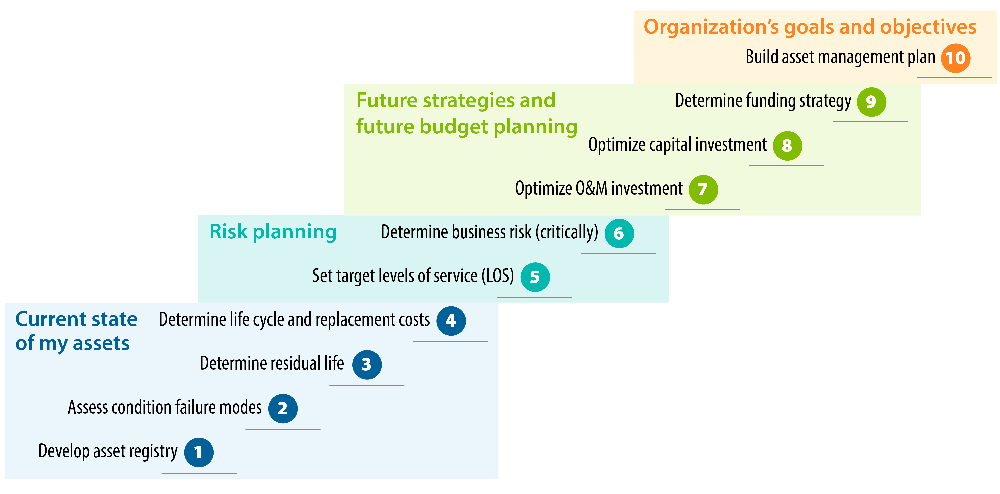 Organization’s goals and objectives
Build asset management plan 10
Future strategies and
future budget planning
Determine funding strategy 9
Optimize capital investment 8
Optimize O&M investment 7
Risk planning
Determine business risk (critically) 6
Set target levels of service (LOS) 5
Current state
of my assets
Determine life cycle and replacement costs 4
Determine residual life 3
Assess condition failure modes 2
Develop asset registry 1